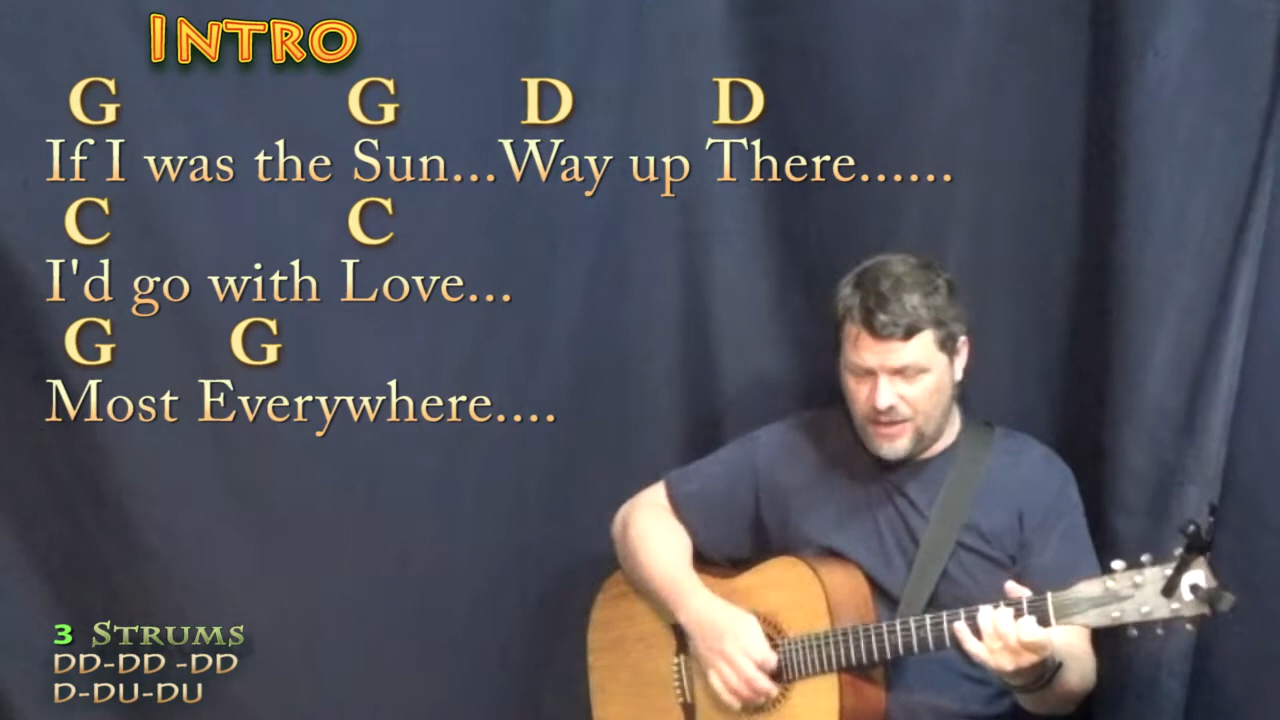 INTRO
G G D D
If I was the Sun...Way up There......
C C
I'd go with Love...
G G
Most Everywhere....
3 STRUMS
DD-DD -DD
D-DU-DU